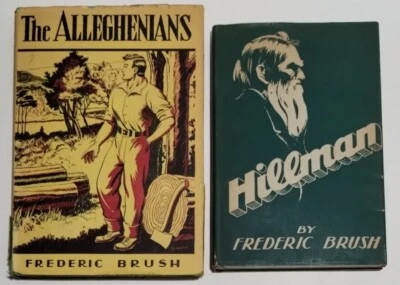 The ALLEGHENIANS
FREDERIC BRUSH
Hillman
BY
FREDERIC BRUSH